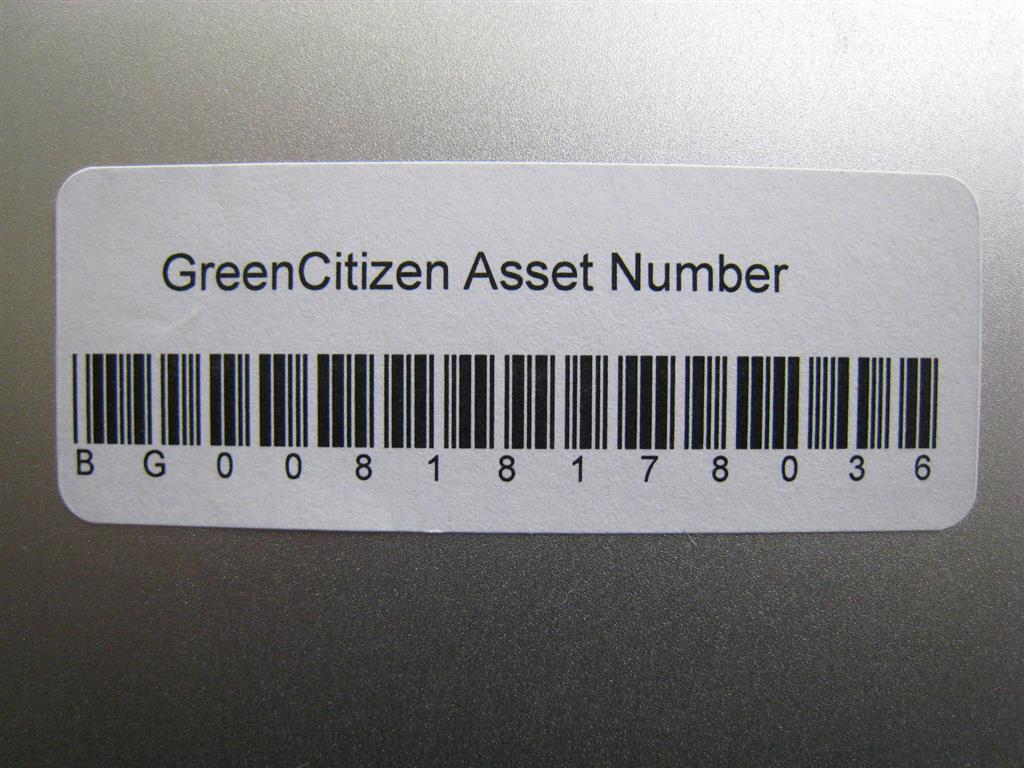 GreenCitizen Asset Number
B G 0 0 8 1 8 1 7 8 0 3 6